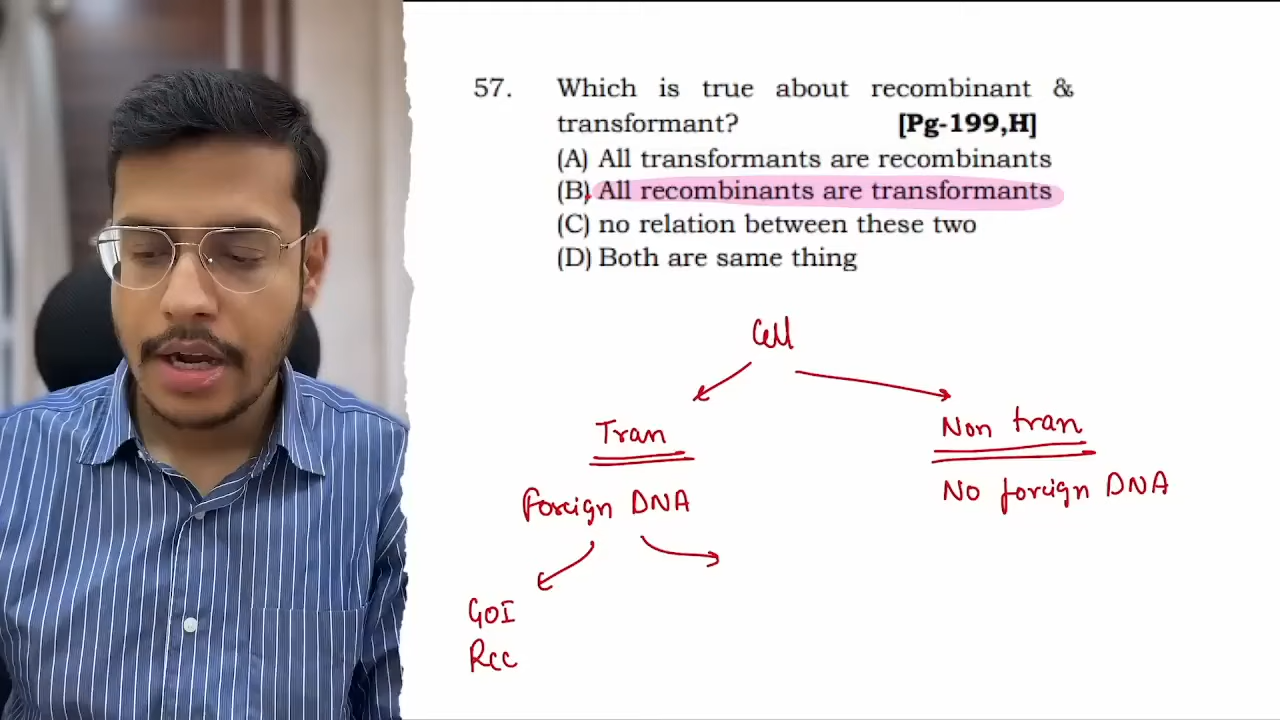 57. Which is true about recombinant &
transformant? [Pg-199,H]
(A) All transformants are recombinants
(B) All recombinants are transformants
(C) no relation between these two
(D) Both are same thing
Cell
Tran
Non tran
Foreign DNA
No foreign DNA
GOI
Rcc